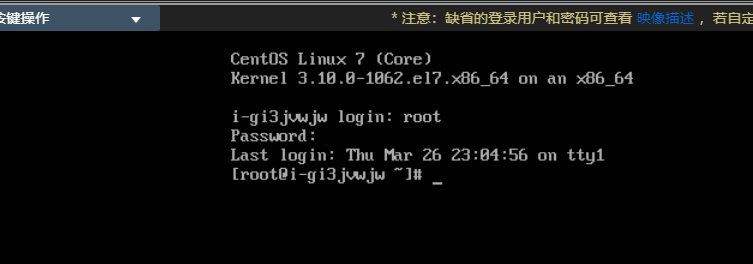 按键操作
* 注意：缺省的登录用户和密码可查看 映像描述 ，若自定
CentOS Linux 7 (Core)
Kernel 3.10.0-1062.el7.x86_64 on an x86_64
i-gi3jvwjw login: root
Password:
Last login: Thu Mar 26 23:04:56 on tty1
[root@i-gi3jvwjw ~]# _